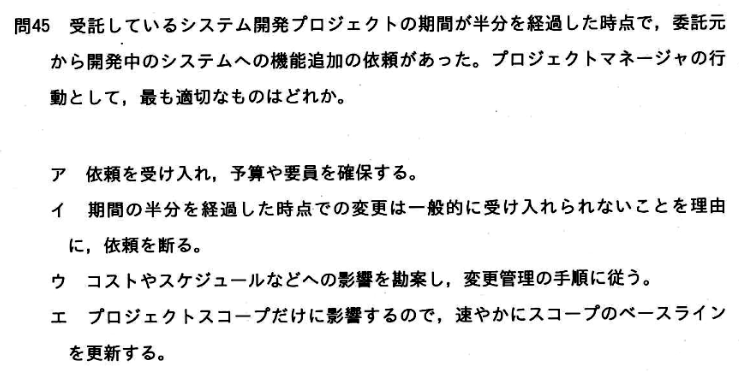 問45 受託しているシステム開発プロジェクトの期間が半分を経過した時点で，委託元
から開発中のシステムへの機能追加の依頼があった。プロジェクトマネージャの行
動として，最も適切なものはどれか。
ア 依頼を受け入れ，予算や要員を確保する。
イ 期間の半分を経過した時点での変更は一般的に受け入れられないことを理由
に，依頼を断る。
ウ コストやスケジュールなどへの影響を勘案し，変更管理の手順に従う。
エ プロジェクトスコープだけに影響するので，速やかにスコープのベースライン
を更新する。